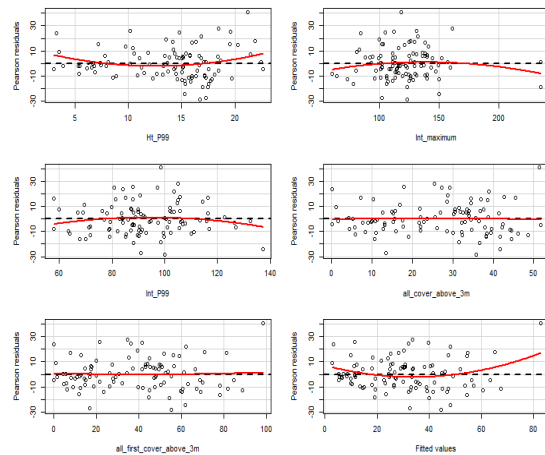 Pearson residuals
-30 -10 10 30
5 10 15 20
Ht_P99
Pearson residuals
-30 -10 10 30
100 150 200
Int_maximum
Pearson residuals
-30 -10 10 30
60 80 100 120 140
Int_P99
Pearson residuals
-30 -10 10 30
0 10 20 30 40 50
all_cover_above_3m
Pearson residuals
-30 -10 10 30
0 20 40 60 80 100
all_first_cover_above_3m
Pearson residuals
-30 -10 10 30
0 20 40 60 80
Fitted values